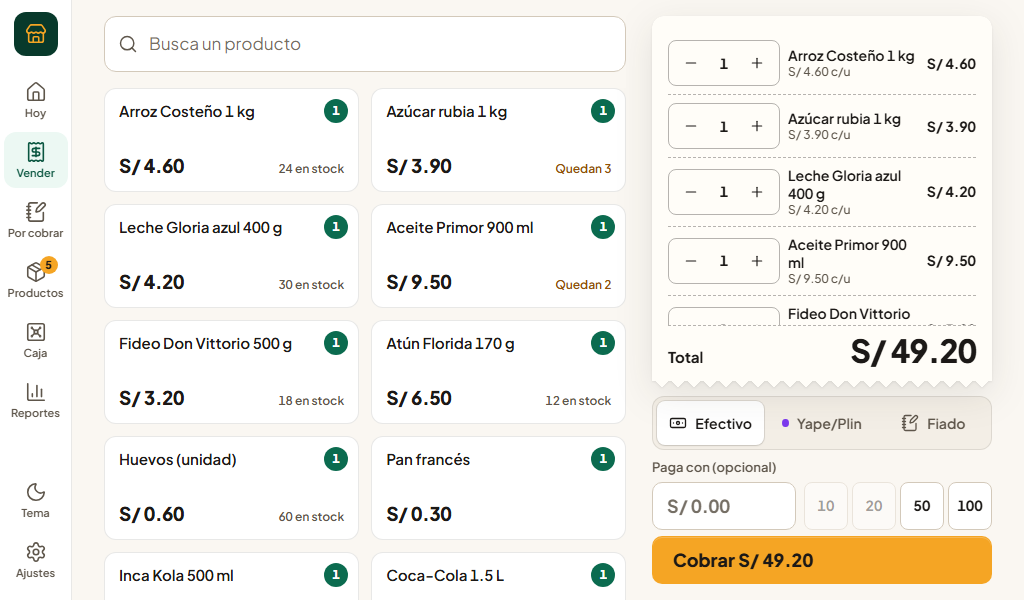 Hoy
Vender
Por cobrar
5
Productos
Caja
Reportes
Tema
Ajustes
Busca un producto
Arroz Costeño 1 kg
1
S/ 4.60
24 en stock
Azúcar rubia 1 kg
1
S/ 3.90
Quedan 3
Leche Gloria azul 400 g
1
S/ 4.20
30 en stock
Aceite Primor 900 ml
1
S/ 9.50
Quedan 2
Fideo Don Vittorio 500 g
1
S/ 3.20
18 en stock
Atún Florida 170 g
1
S/ 6.50
12 en stock
Huevos (unidad)
1
S/ 0.60
60 en stock
Pan francés
1
S/ 0.30
Inca Kola 500 ml
1
Coca-Cola 1.5 L
1
− 1 +
Arroz Costeño 1 kg
S/ 4.60 c/u
S/ 4.60
− 1 +
Azúcar rubia 1 kg
S/ 3.90 c/u
S/ 3.90
− 1 +
Leche Gloria azul
400 g
S/ 4.20 c/u
S/ 4.20
− 1 +
Aceite Primor 900
ml
S/ 9.50 c/u
S/ 9.50
Fideo Don Vittorio
Total
S/ 49.20
Efectivo
Yape/Plin
Fiado
Paga con (opcional)
S/ 0.00
10
20
50
100
Cobrar S/ 49.20